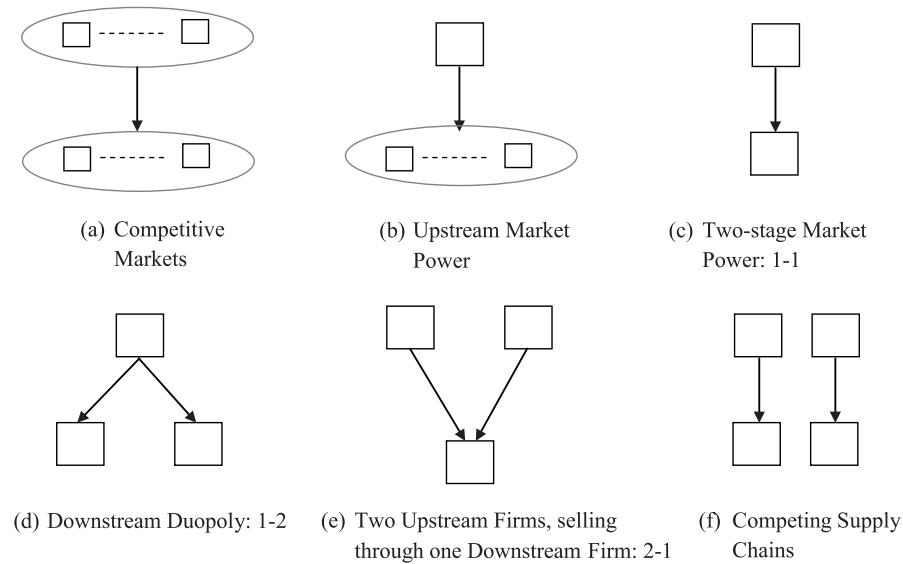 (a) Competitive
Markets
(b) Upstream Market
Power
(c) Two-stage Market
Power: 1-1
(d) Downstream Duopoly: 1-2
(e) Two Upstream Firms, selling
through one Downstream Firm: 2-1
(f) Competing Supply
Chains